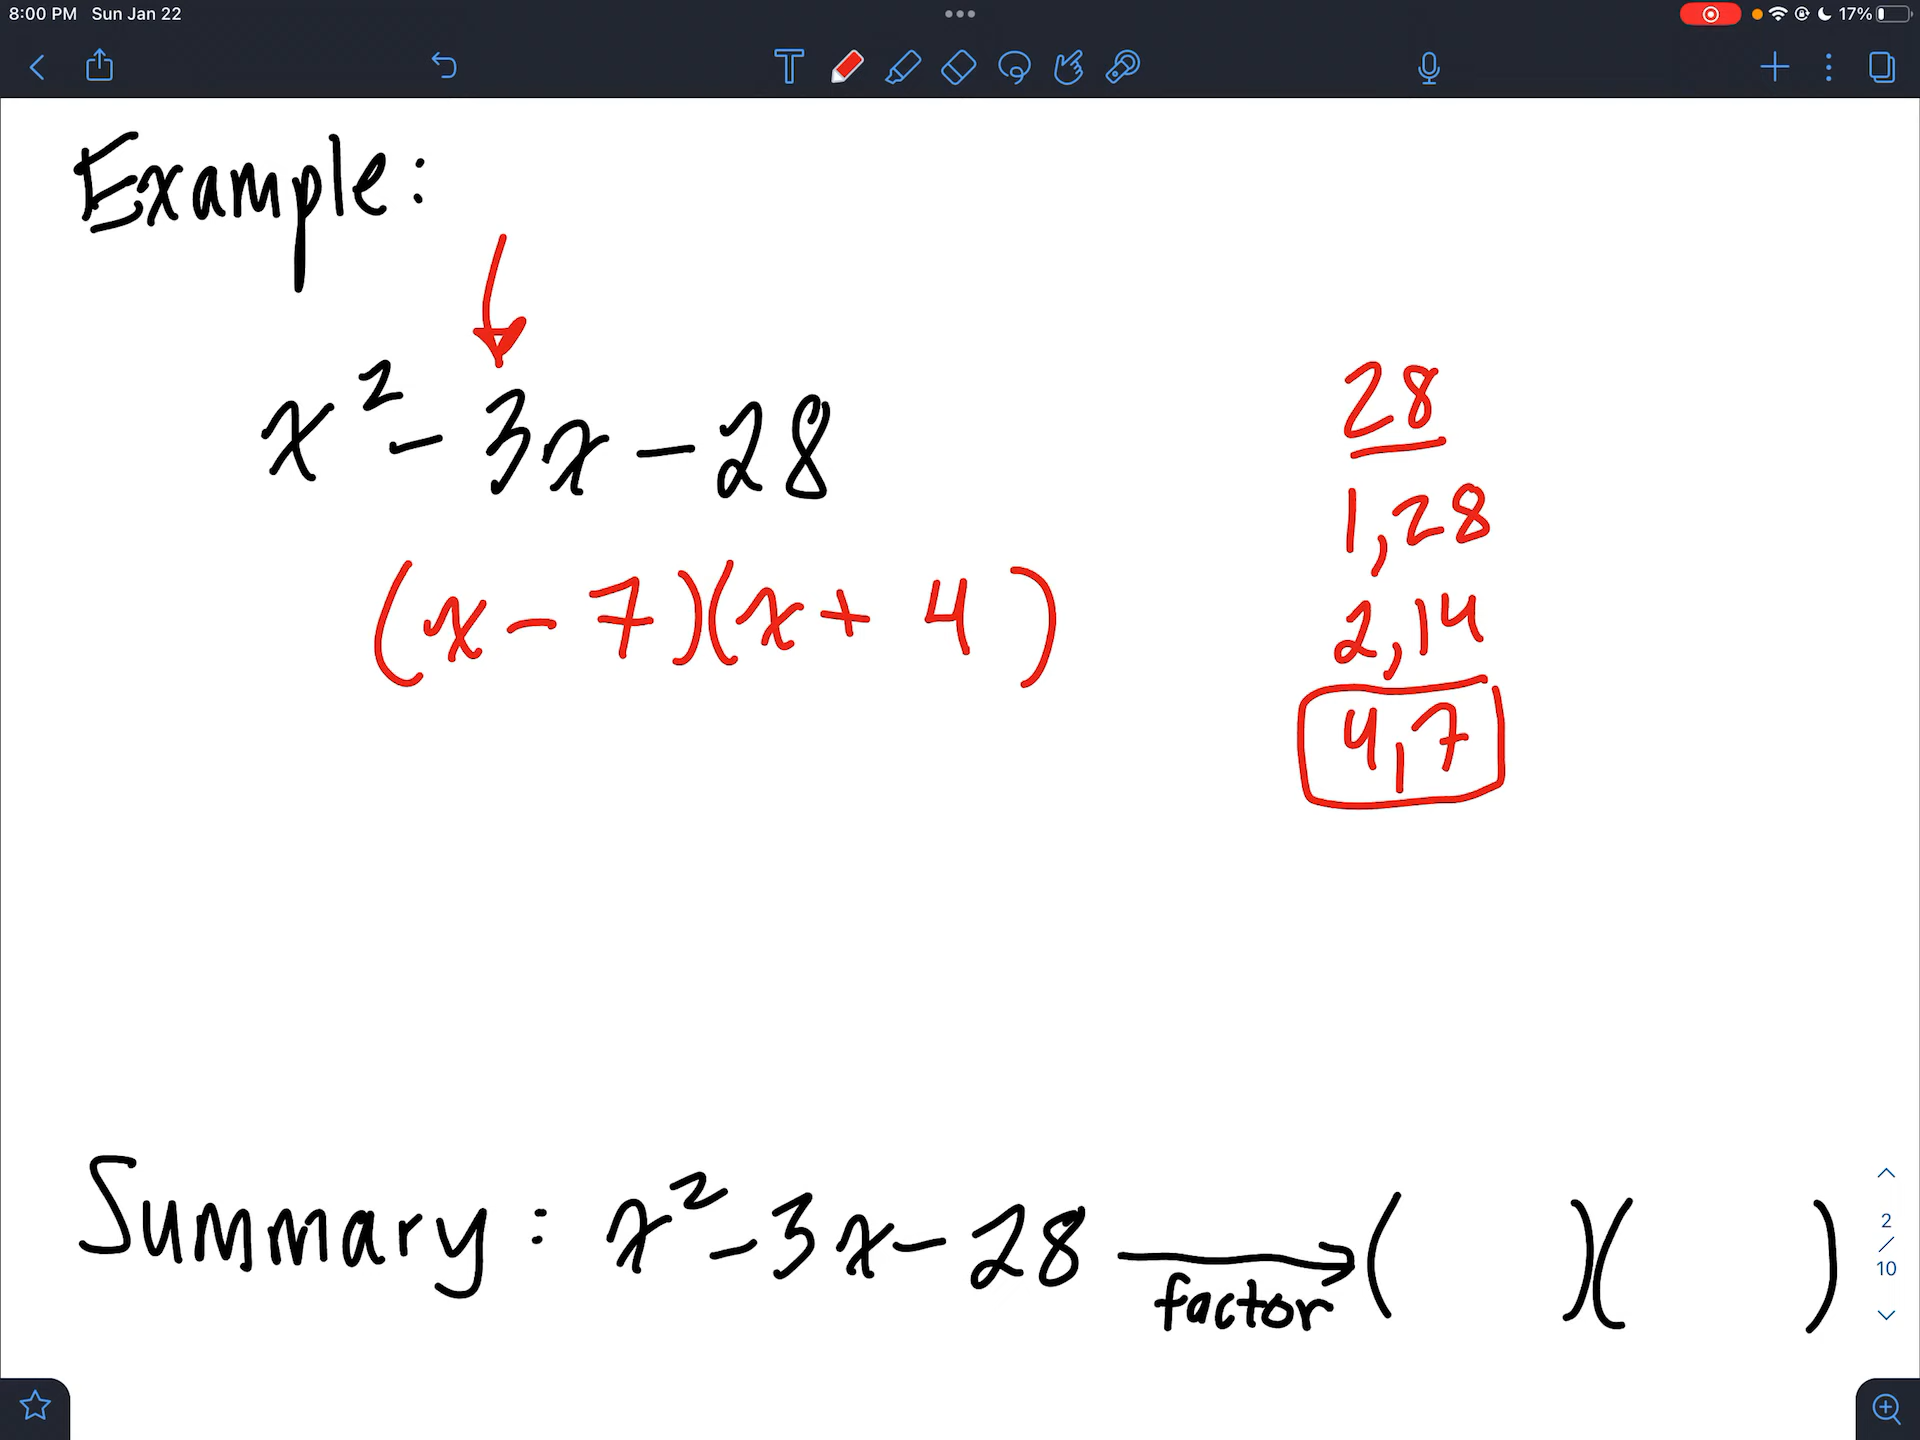 8:00 PM Sun Jan 22
17%
Example:
x² - 3x - 28
(x - 7)(x + 4)
28
1,28
2,14
4,7
Summary: x² - 3x - 28 → ( )( )
factor
2
/
10